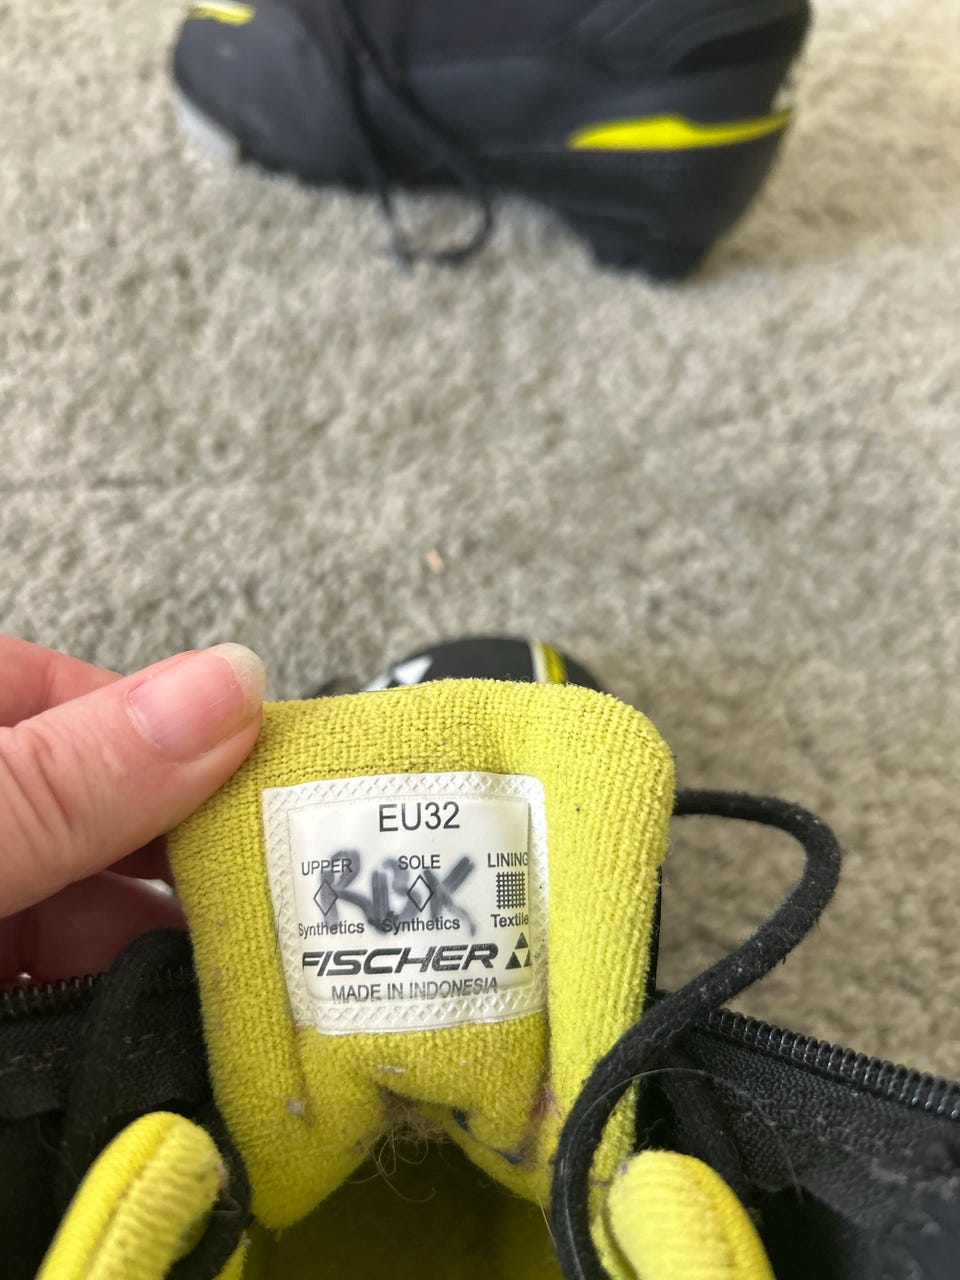 EU32
UPPER SOLE LINING
Synthetics Synthetics Textile
FISCHER
MADE IN INDONESIA